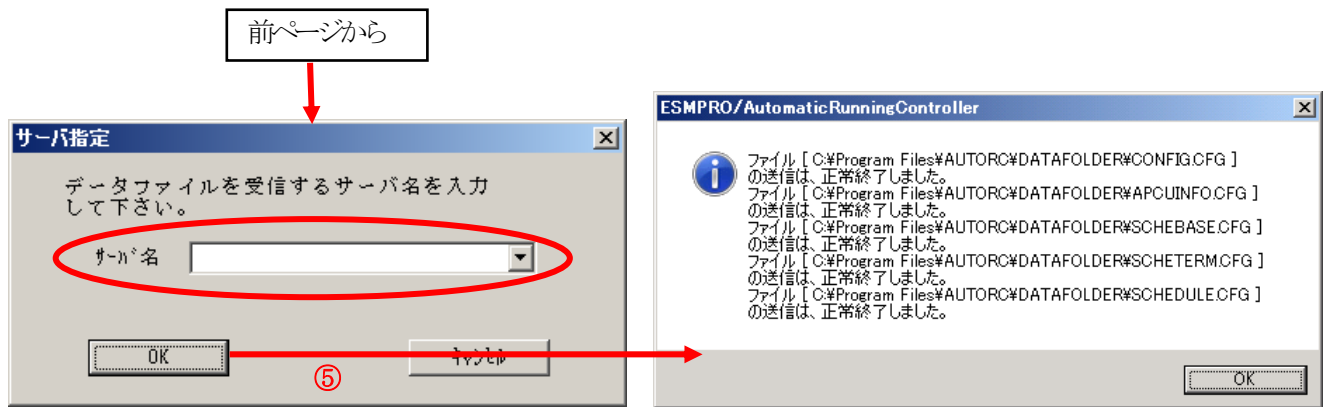 前ページから
サーバ指定
データファイルを受信するサーバ名を入力
して下さい。
ｻｰﾊﾞ名
OK
ｷｬﾝｾﾙ
⑤
ESMPRO/AutomaticRunningController
ファイル [ C:¥Program Files¥AUTORC¥DATAFOLDER¥CONFIG.CFG ]
の送信は、正常終了しました。
ファイル [ C:¥Program Files¥AUTORC¥DATAFOLDER¥APCUINFO.CFG ]
の送信は、正常終了しました。
ファイル [ C:¥Program Files¥AUTORC¥DATAFOLDER¥SCHEBASE.CFG ]
の送信は、正常終了しました。
ファイル [ C:¥Program Files¥AUTORC¥DATAFOLDER¥SCHETERM.CFG ]
の送信は、正常終了しました。
ファイル [ C:¥Program Files¥AUTORC¥DATAFOLDER¥SCHEDULE.CFG ]
の送信は、正常終了しました。
OK